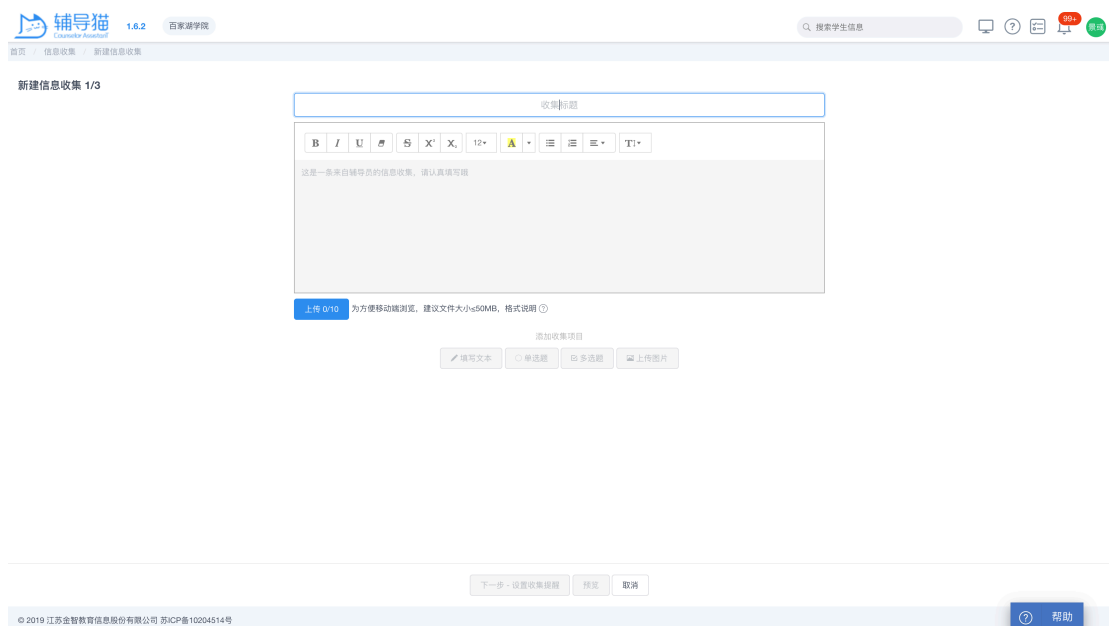 辅导猫
Counselor Assistant
1.6.2
百家湖学院
搜索学生信息
99+
景彧
首页 / 信息收集 / 新建信息收集
新建信息收集 1/3
收集标题
B I U S X² X₂ 12 A T
这是一条来自辅导员的信息收集，请认真填写哦
上传 0/10 为方便移动端浏览，建议文件大小≤50MB，格式说明 ?
添加收集项目
填写文本 单选题 多选题 上传图片
下一步 - 设置收集提醒 预览 取消
© 2019 江苏金智教育信息股份有限公司 苏ICP备10204514号
? 帮助